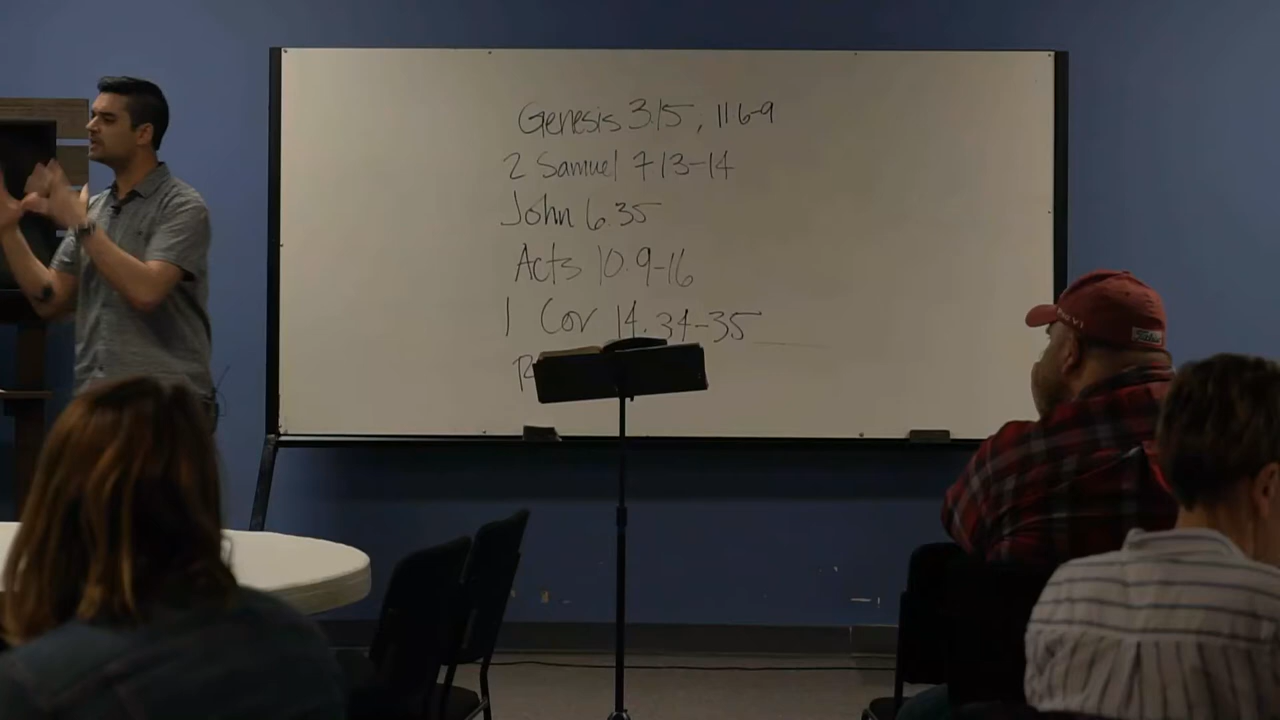 Genesis 3.15, 11 6-9
2 Samuel 7 13-14
John 6.35
Acts 10.9-16
1 Cor 14.34-35